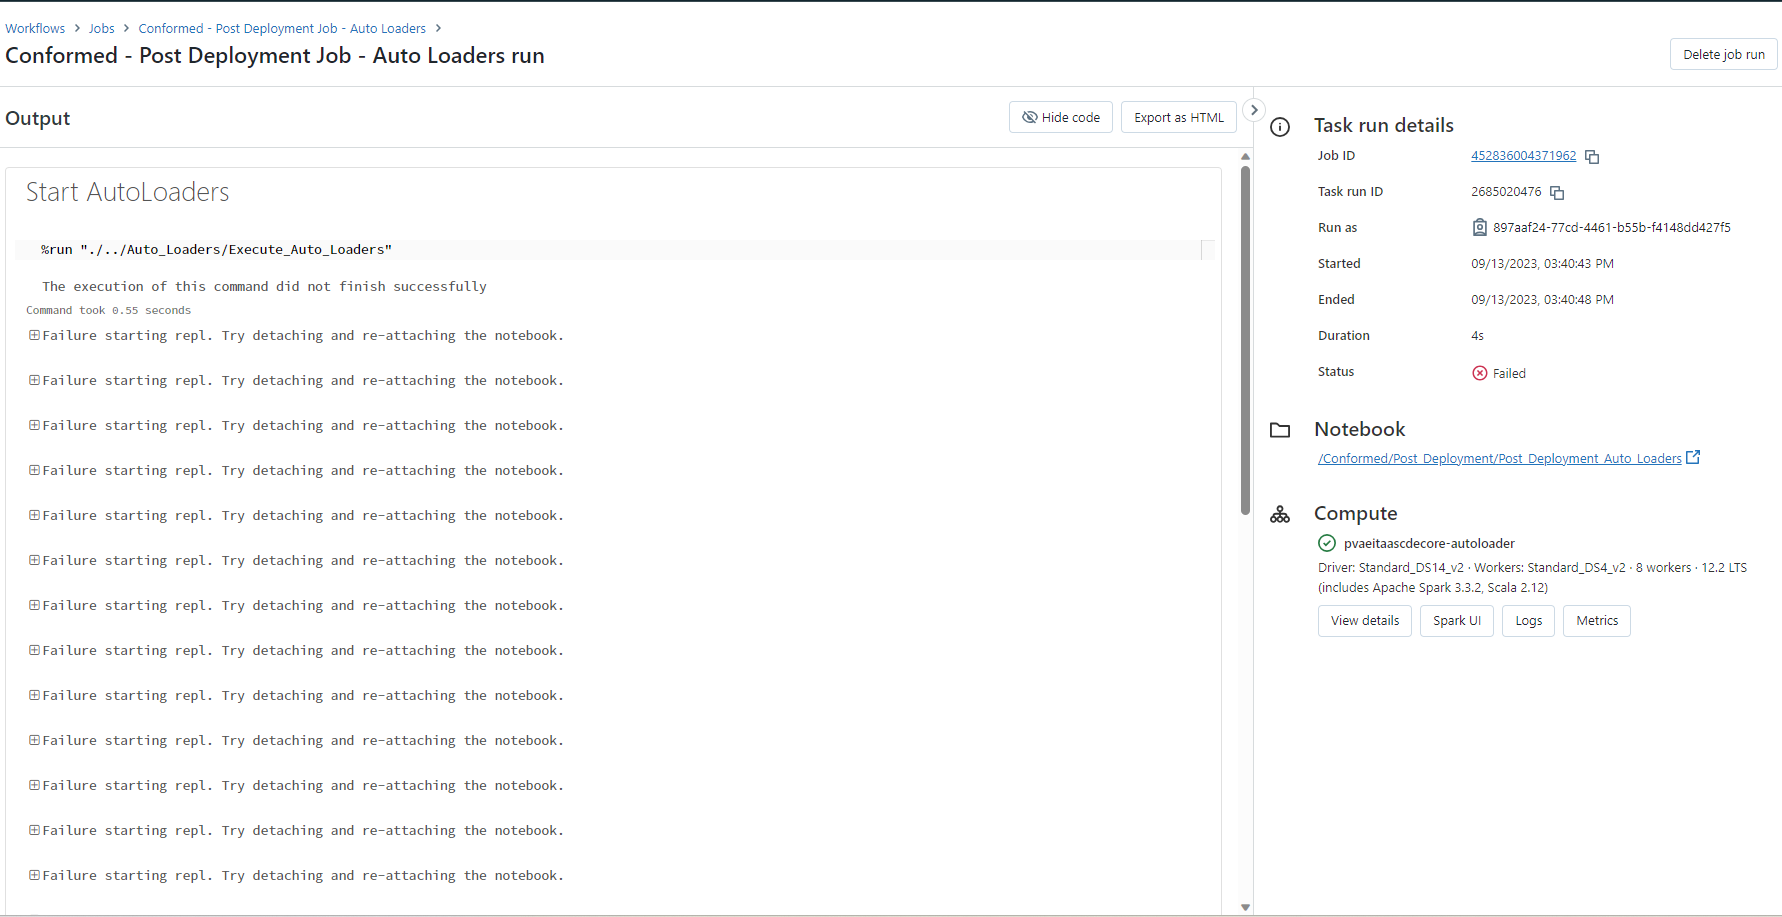 Workflows > Jobs > Conformed - Post Deployment Job - Auto Loaders >
Conformed - Post Deployment Job - Auto Loaders run
Delete job run
Output
Hide code
Export as HTML
Start AutoLoaders
%run "./../Auto_Loaders/Execute_Auto_Loaders"
The execution of this command did not finish successfully
Command took 0.55 seconds
Failure starting repl. Try detaching and re-attaching the notebook.
Failure starting repl. Try detaching and re-attaching the notebook.
Failure starting repl. Try detaching and re-attaching the notebook.
Failure starting repl. Try detaching and re-attaching the notebook.
Failure starting repl. Try detaching and re-attaching the notebook.
Failure starting repl. Try detaching and re-attaching the notebook.
Failure starting repl. Try detaching and re-attaching the notebook.
Failure starting repl. Try detaching and re-attaching the notebook.
Failure starting repl. Try detaching and re-attaching the notebook.
Failure starting repl. Try detaching and re-attaching the notebook.
Failure starting repl. Try detaching and re-attaching the notebook.
Failure starting repl. Try detaching and re-attaching the notebook.
Failure starting repl. Try detaching and re-attaching the notebook.
Task run details
Job ID 452836004371962
Task run ID 2685020476
Run as 897aaf24-77cd-4461-b55b-f4148dd427f5
Started 09/13/2023, 03:40:43 PM
Ended 09/13/2023, 03:40:48 PM
Duration 4s
Status Failed
Notebook
/Conformed/Post_Deployment/Post_Deployment_Auto_Loaders
Compute
pvaeitaascdecore-autoloader
Driver: Standard_DS14_v2 · Workers: Standard_DS4_v2 · 8 workers · 12.2 LTS
(includes Apache Spark 3.3.2, Scala 2.12)
View details
Spark UI
Logs
Metrics